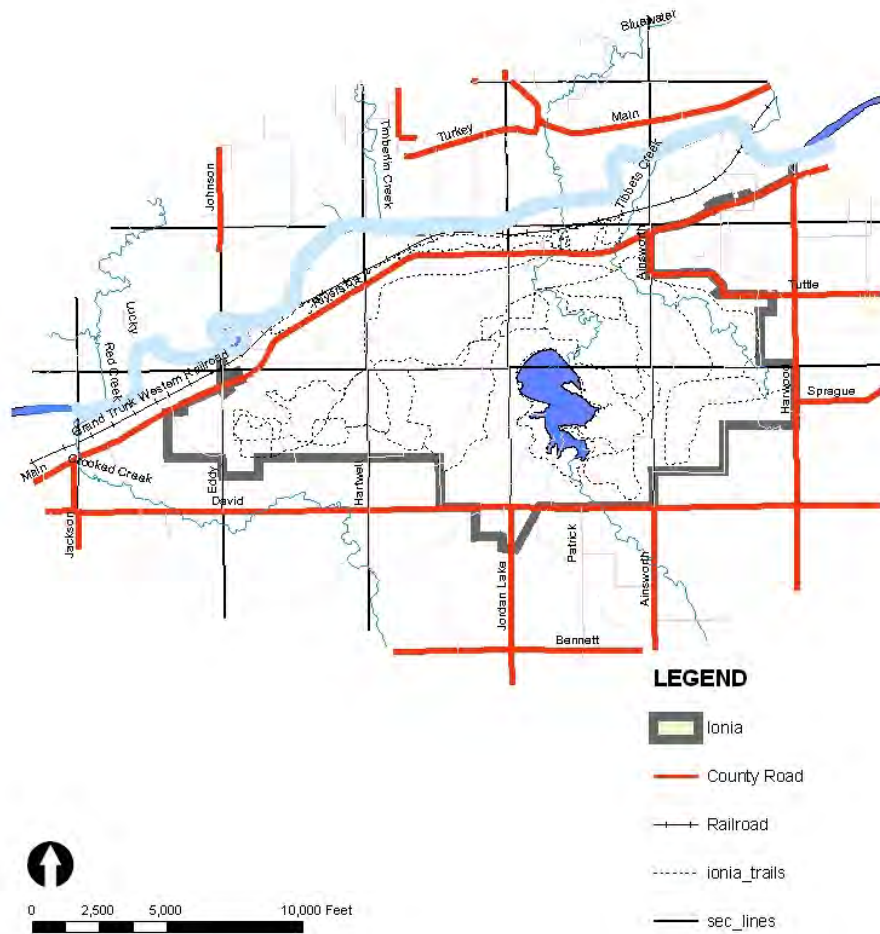 Bluewater
Main
Turkey
Timberlin Creek
Tibbets Creek
Johnson
Ainsworth
Riverside
Tuttle
Lucky
Red Creek
Grand Trunk Western Railroad
Harwood
Sprague
Main
Crooked Creek
Eddy
Hartwell
David
Jackson
Patrick
Jordan Lake
Ainsworth
Bennett
LEGEND
Ionia
County Road
Railroad
ionia_trails
sec_lines
0 2,500 5,000 10,000 Feet